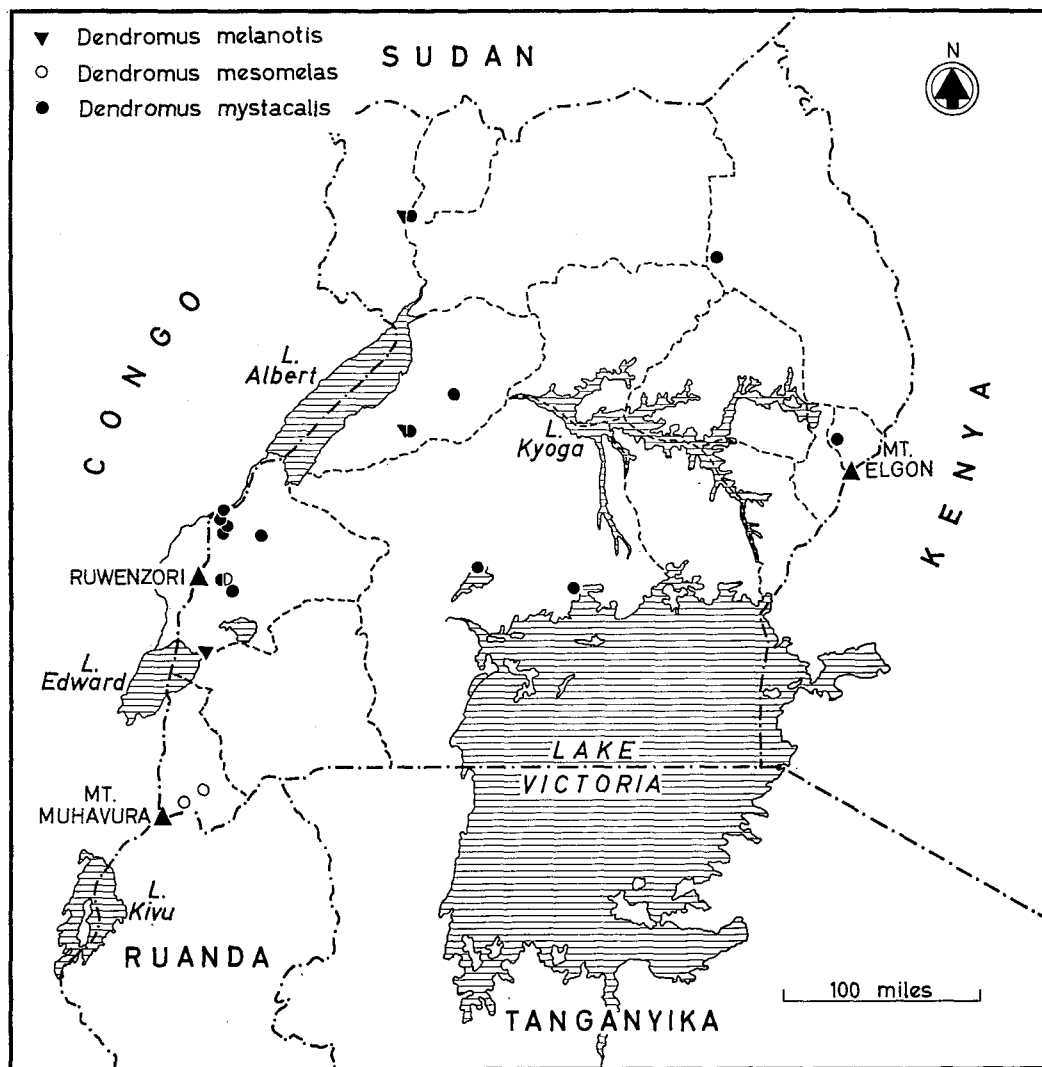 Dendromus melanotis
Dendromus mesomelas
Dendromus mystacalis
SUDAN
N
CONGO
L.
Albert
L.
Kyoga
MT.
ELGON
KENYA
RUWENZORI
L.
Edward
LAKE
VICTORIA
MT.
MUHAVURA
L.
Kivu
RUANDA
100 miles
TANGANYIKA